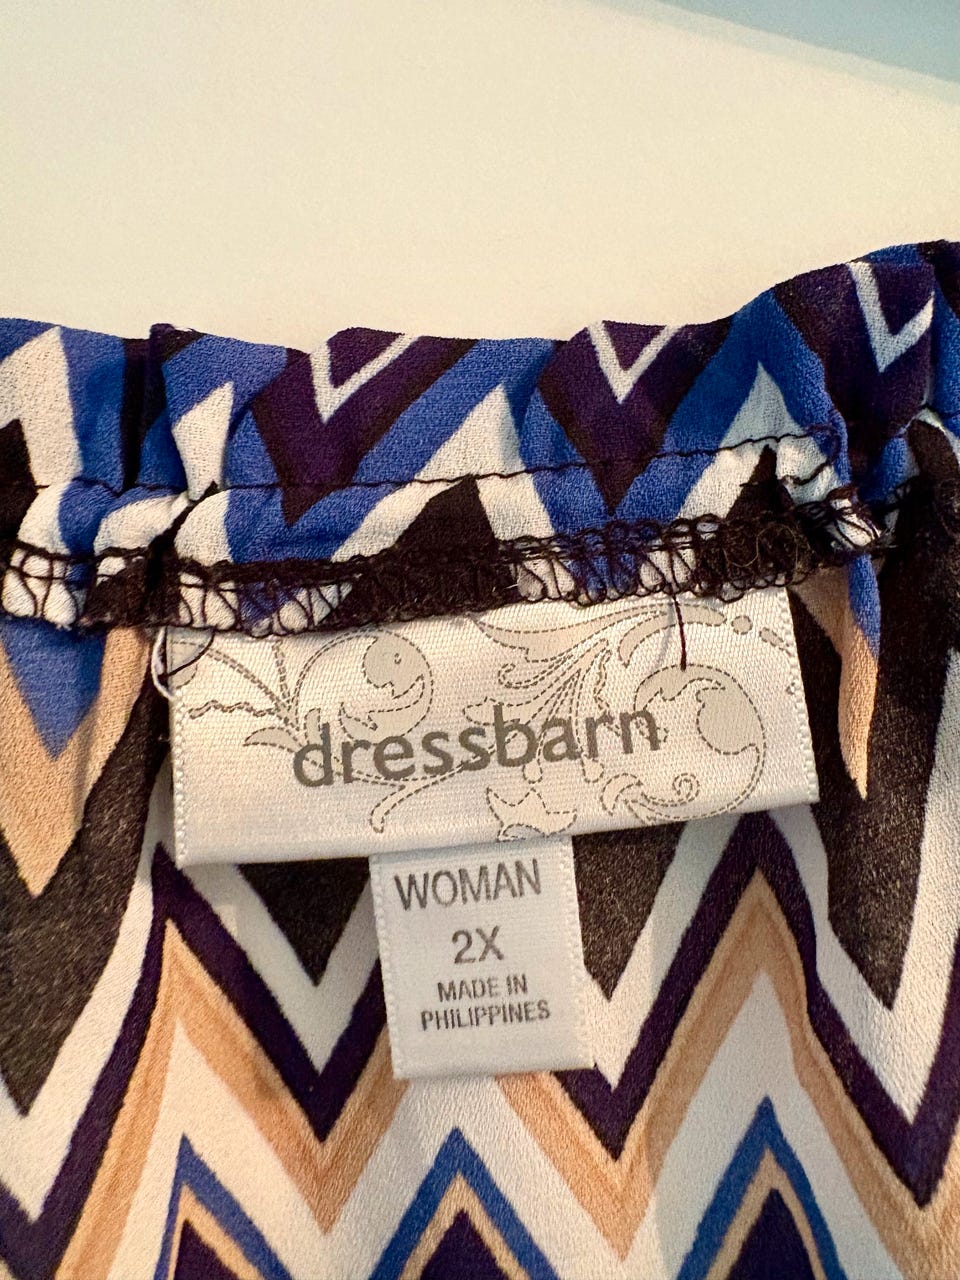 dressbarn
WOMAN
2X
MADE IN
PHILIPPINES